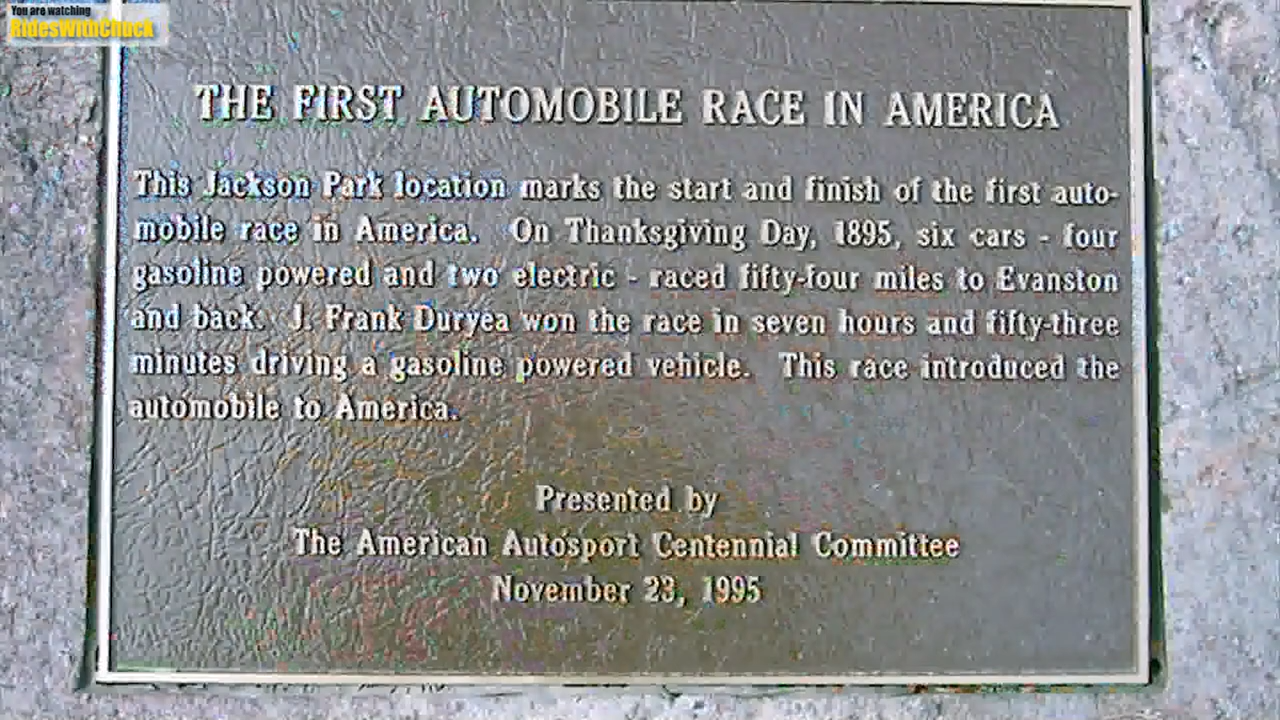 You are watching
RidesWithChuck
THE FIRST AUTOMOBILE RACE IN AMERICA
This Jackson Park location marks the start and finish of the first auto-
mobile race in America. On Thanksgiving Day, 1895, six cars - four
gasoline powered and two electric - raced fifty-four miles to Evanston
and back. J. Frank Duryea won the race in seven hours and fifty-three
minutes driving a gasoline powered vehicle. This race introduced the
automobile to America.
Presented by
The American Autosport Centennial Committee
November 23, 1995